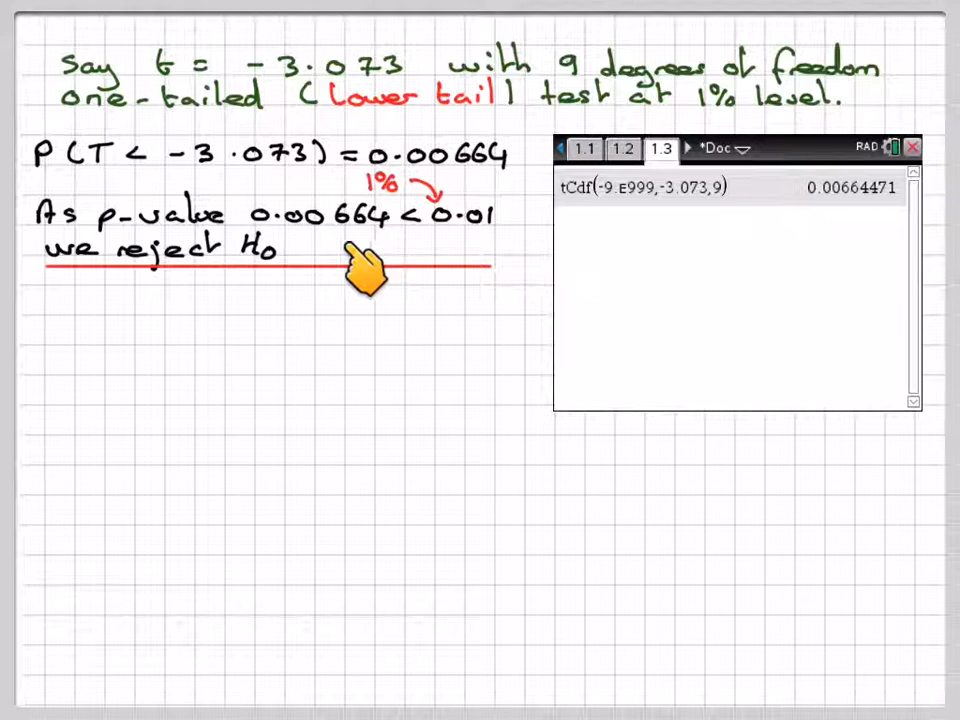 say t = -3.073 with 9 degrees of freedom
one-tailed (lower tail) test at 1% level.
P(T < -3.073) = 0.00664
1%
As p-value 0.00664 < 0.01
we reject H0
1.1 1.2 1.3 *Doc RAD
tCdf(-9.E999,-3.073,9) 0.00664471